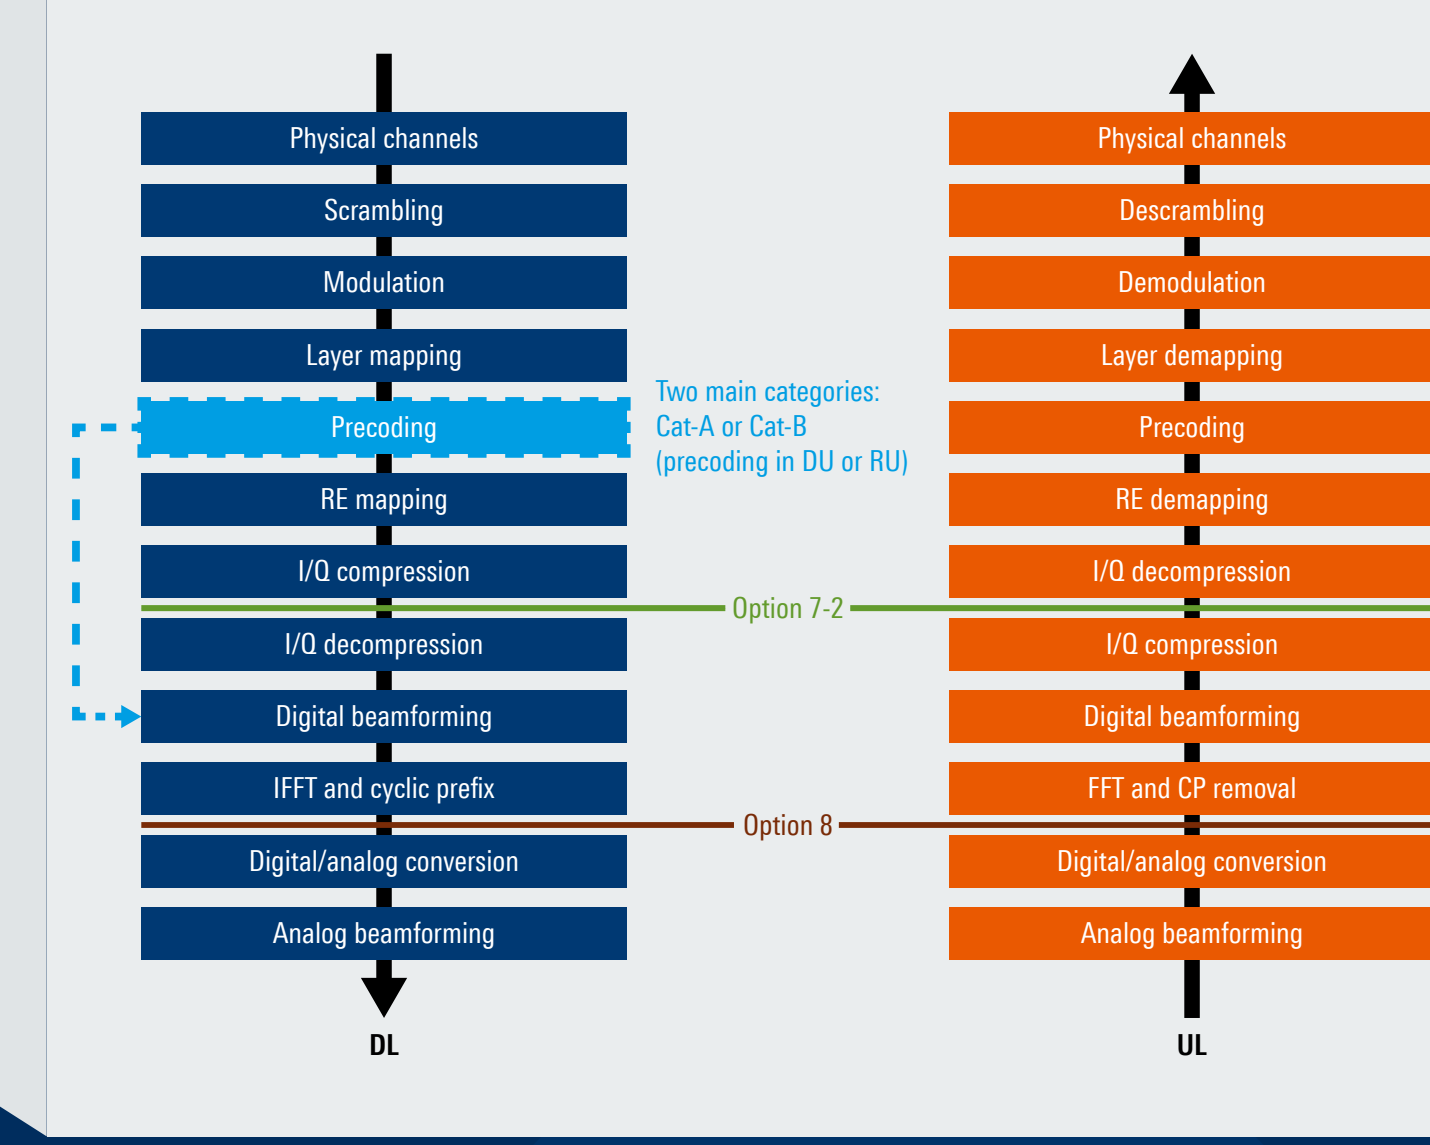 Physical channels
Scrambling
Modulation
Layer mapping
Precoding
RE mapping
I/Q compression
I/Q decompression
Digital beamforming
IFFT and cyclic prefix
Digital/analog conversion
Analog beamforming
DL
Two main categories:
Cat-A or Cat-B
(precoding in DU or RU)
Option 7-2
Option 8
Physical channels
Descrambling
Demodulation
Layer demapping
Precoding
RE demapping
I/Q decompression
I/Q compression
Digital beamforming
FFT and CP removal
Digital/analog conversion
Analog beamforming
UL